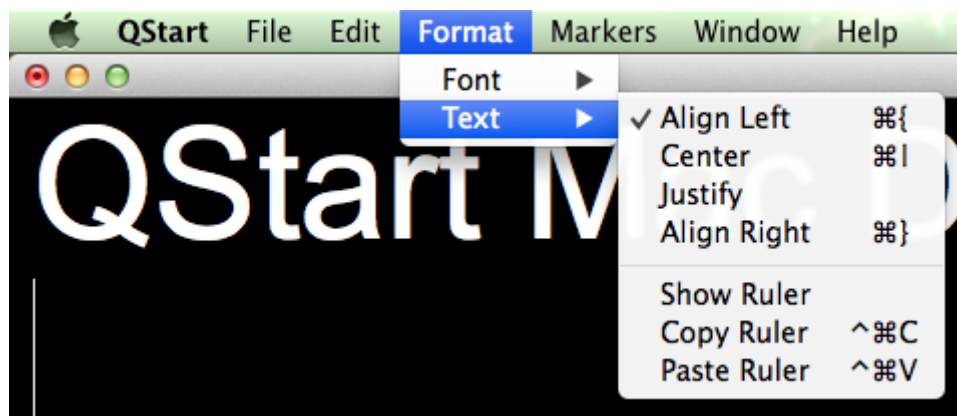 QStart File Edit Format Markers Window Help
Font ▶
Text ▶
✓ Align Left ⌘{
Center ⌘|
Justify
Align Right ⌘}
Show Ruler
Copy Ruler ^⌘C
Paste Ruler ^⌘V
QStart Mac D